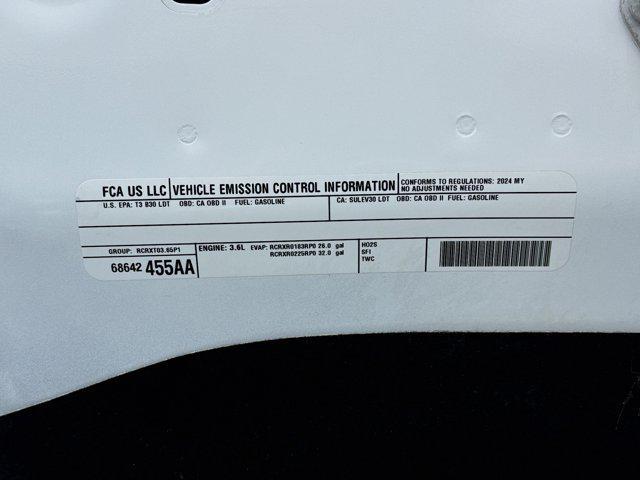 FCA US LLC
VEHICLE EMISSION CONTROL INFORMATION
CONFORMS TO REGULATIONS: 2024 MY
NO ADJUSTMENTS NEEDED
U.S. EPA: T3 B30 LDT OBD: CA OBD II FUEL: GASOLINE
CA: SULEV30 LDT OBD: CA OBD II FUEL: GASOLINE
GROUP: RCRXT03.65P1
68642 455AA
ENGINE: 3.6L EVAP: RCRXR0183RP0 26.0 gal
RCRXR0225RP0 32.0 gal
HO2S
SFI
TWC